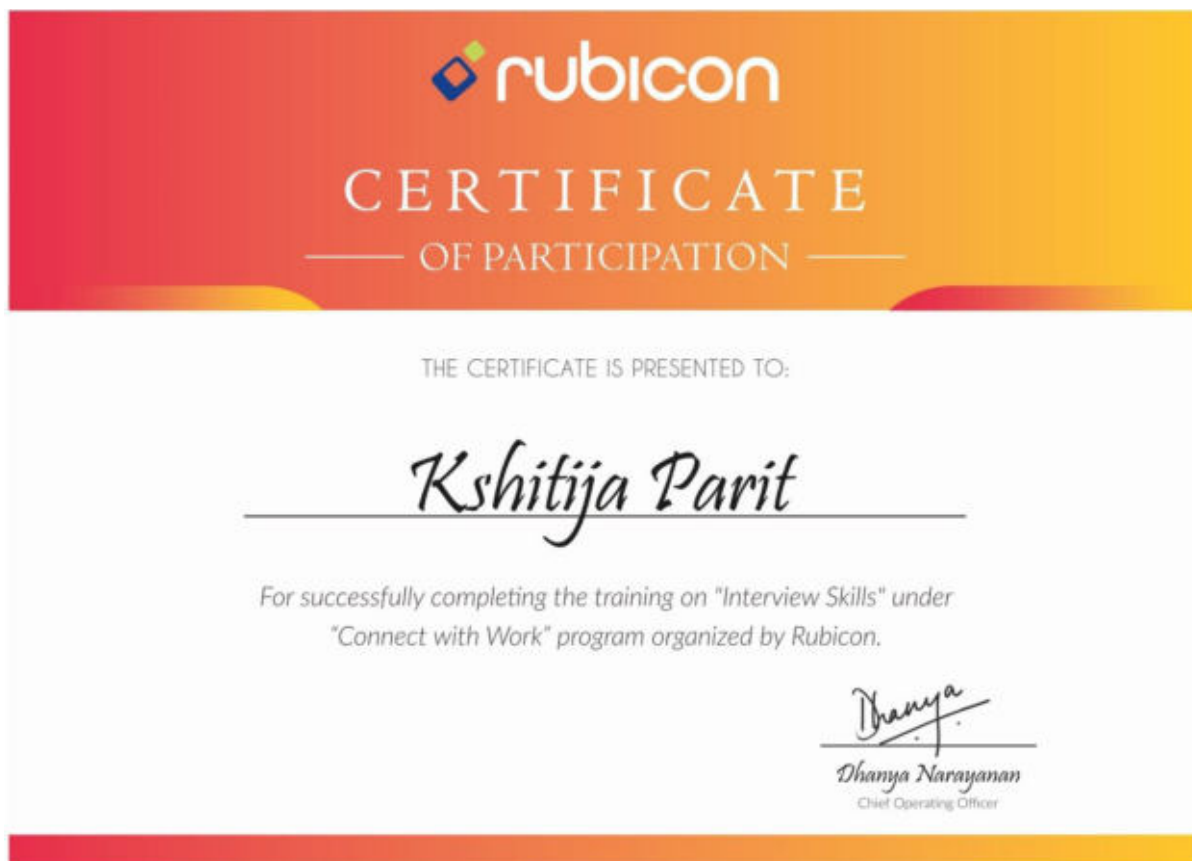 rubicon
CERTIFICATE
OF PARTICIPATION
THE CERTIFICATE IS PRESENTED TO:
Kshitija Parit
For successfully completing the training on "Interview Skills" under
"Connect with Work" program organized by Rubicon.
Dhanya
Dhanya Narayanan
Chief Operating Officer